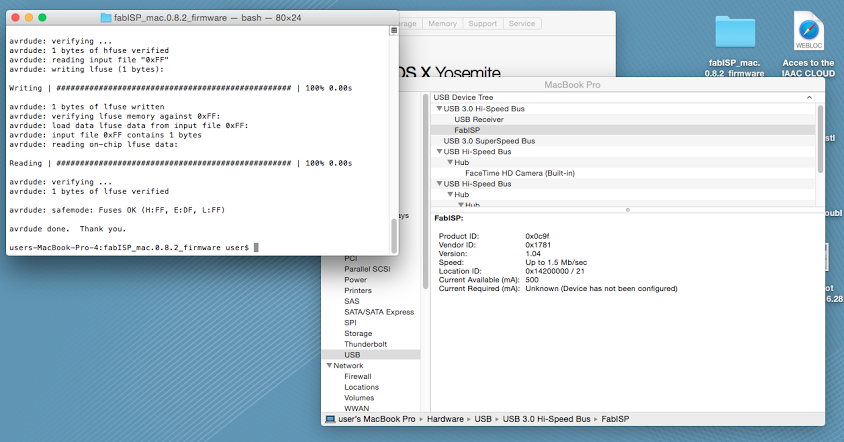 fabISP_mac.0.8.2_firmware — bash — 80×24
avrdude: verifying ...
avrdude: 1 bytes of hfuse verified
avrdude: reading input file "0xFF"
avrdude: writing lfuse (1 bytes):
Writing | ################################################## | 100% 0.00s
avrdude: 1 bytes of lfuse written
avrdude: verifying lfuse memory against 0xFF:
avrdude: load data lfuse data from input file 0xFF:
avrdude: input file 0xFF contains 1 bytes
avrdude: reading on-chip lfuse data:
Reading | ################################################## | 100% 0.00s
avrdude: verifying ...
avrdude: 1 bytes of lfuse verified
avrdude: safemode: Fuses OK (H:FF, E:DF, L:FF)
avrdude done.  Thank you.
users-MacBook-Pro-4:fabISP_mac.0.8.2_firmware user$
Memory
Support
Service
X Yosemite
MacBook Pro
USB Device Tree
USB 3.0 Hi-Speed Bus
USB Receiver
FabISP
USB 3.0 SuperSpeed Bus
USB Hi-Speed Bus
Hub
FaceTime HD Camera (Built-in)
USB Hi-Speed Bus
Hub
Hub
FabISP:
Product ID: 0x0c9f
Vendor ID: 0x1781
Version: 1.04
Speed: Up to 1.5 Mb/sec
Location ID: 0x14200000 / 21
Current Available (mA): 500
Current Required (mA): Unknown (Device has not been configured)
PCI
Parallel SCSI
Power
Printers
SAS
SATA/SATA Express
SPI
Storage
Thunderbolt
USB
Network
Firewall
Locations
Volumes
WWAN
user's MacBook Pro ▸ Hardware ▸ USB ▸ USB 3.0 Hi-Speed Bus ▸ FabISP
fabISP_mac.
0.8.2_firmware
WEBLOC
Acces to the
IAAC CLOUD
stl
oubl
ot
6.28